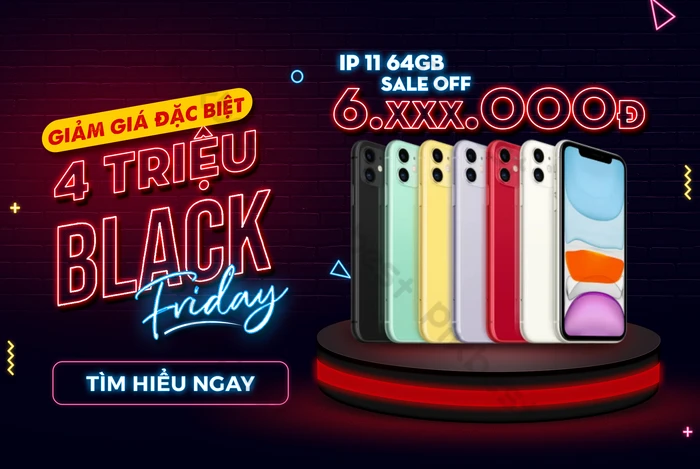 GIẢM GIÁ ĐẶC BIỆT
4 TRIỆU
BLACK
Friday
TÌM HIỂU NGAY
IP 11 64GB
SALE OFF
6.xxx.000Đ